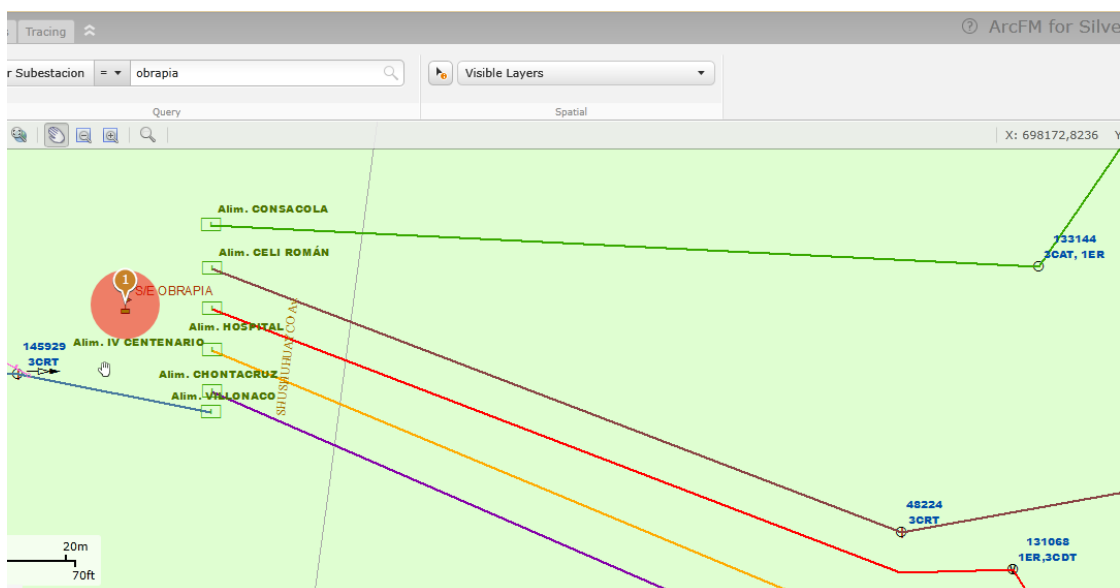 Tracing
ArcFM for Silve
r Subestacion
=
obrapia
Visible Layers
Query
Spatial
X: 698172,8236
Alim. CONSACOLA
133144
3CAT, 1ER
Alim. CELI ROMÁN
1
S/E OBRAPIA
Alim. HOSPITAL
145929
3CRT
Alim. IV CENTENARIO
Alim. CHONTACRUZ
Alim. VILLONACO
48224
3CRT
131068
1ER,3CDT
20m
70ft